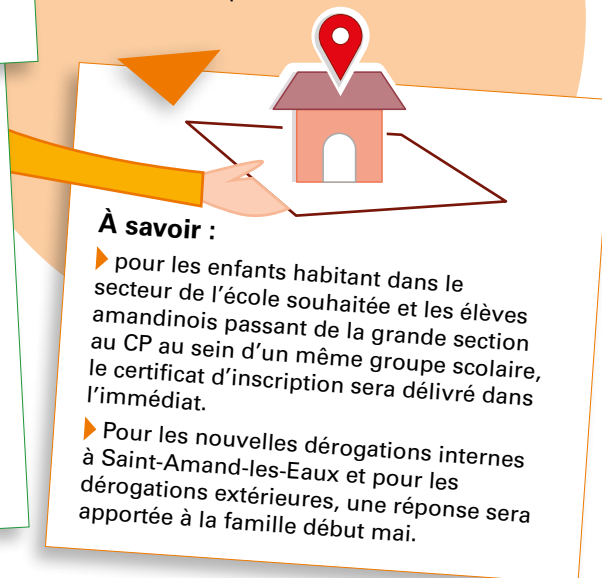 À savoir :
pour les enfants habitant dans le
secteur de l’école souhaitée et les élèves
amandinois passant de la grande section
au CP au sein d’un même groupe scolaire,
le certificat d’inscription sera délivré dans
l’immédiat.
Pour les nouvelles dérogations internes
à Saint-Amand-les-Eaux et pour les
dérogations extérieures, une réponse sera
apportée à la famille début mai.